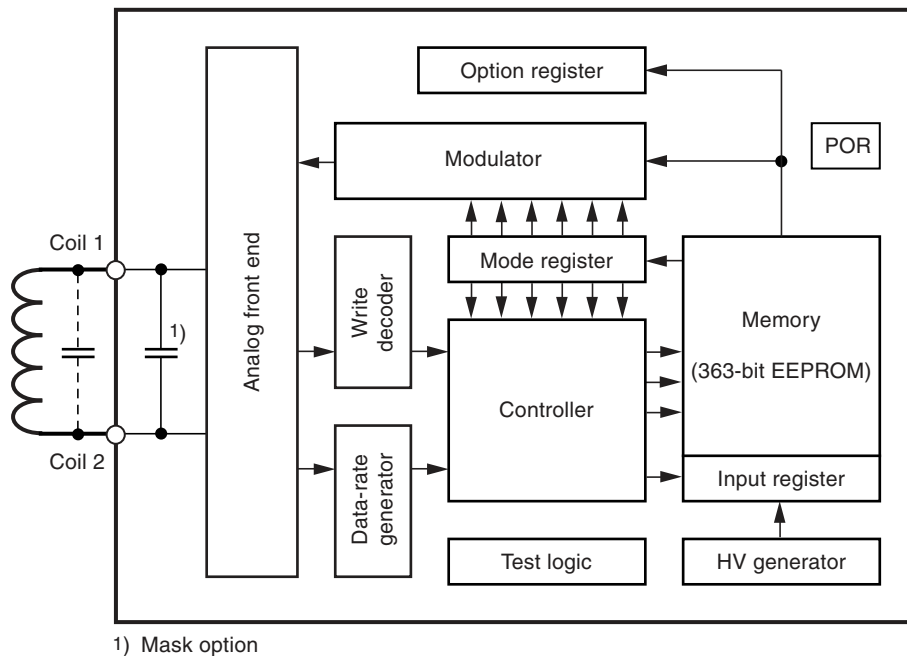 Option register
POR
Modulator
Coil 1
Analog front end
Write
decoder
Mode register
Memory
(363-bit EEPROM)
1)
Controller
Coil 2
Data-rate
generator
Input register
Test logic
HV generator
1) Mask option